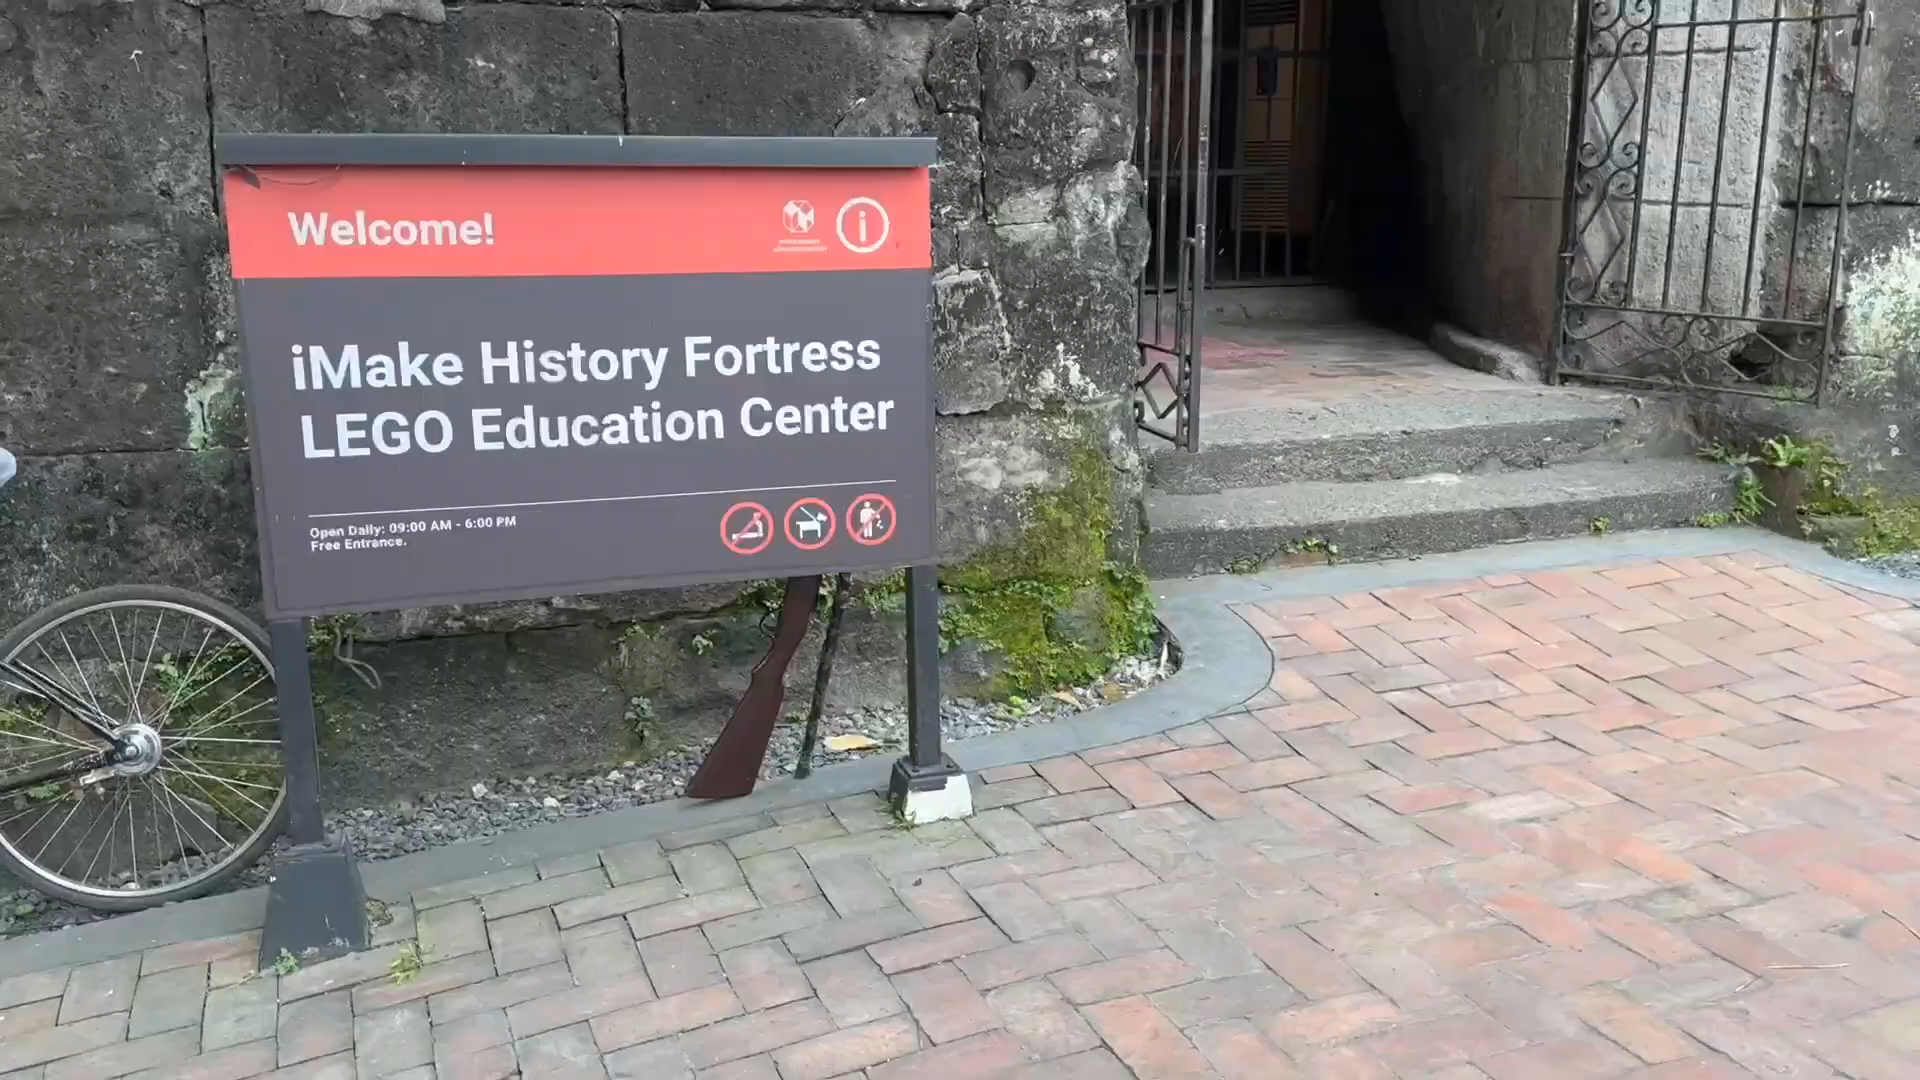 Welcome!
iMake History Fortress
LEGO Education Center
Open Daily: 09:00 AM - 6:00 PM
Free Entrance.